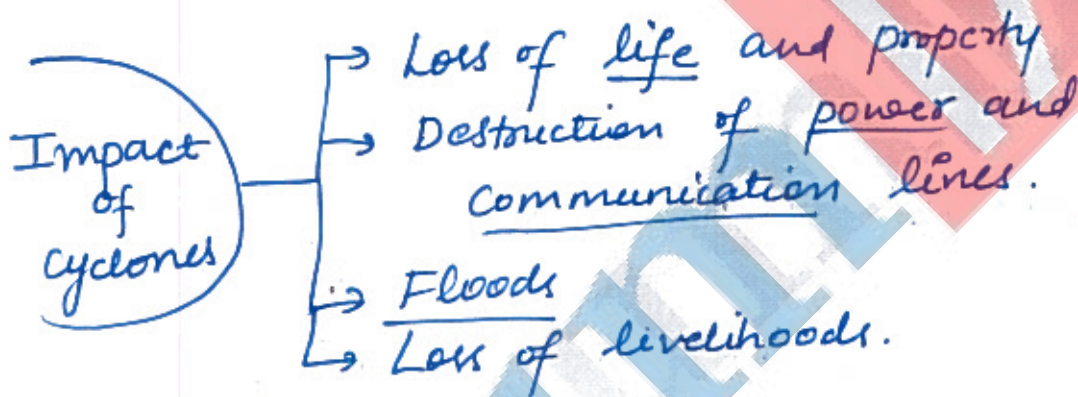 Impact
of
cyclones
→ Loss of life and property
→ Destruction of power and
communication lines.
→ Floods
→ Loss of livelihoods.